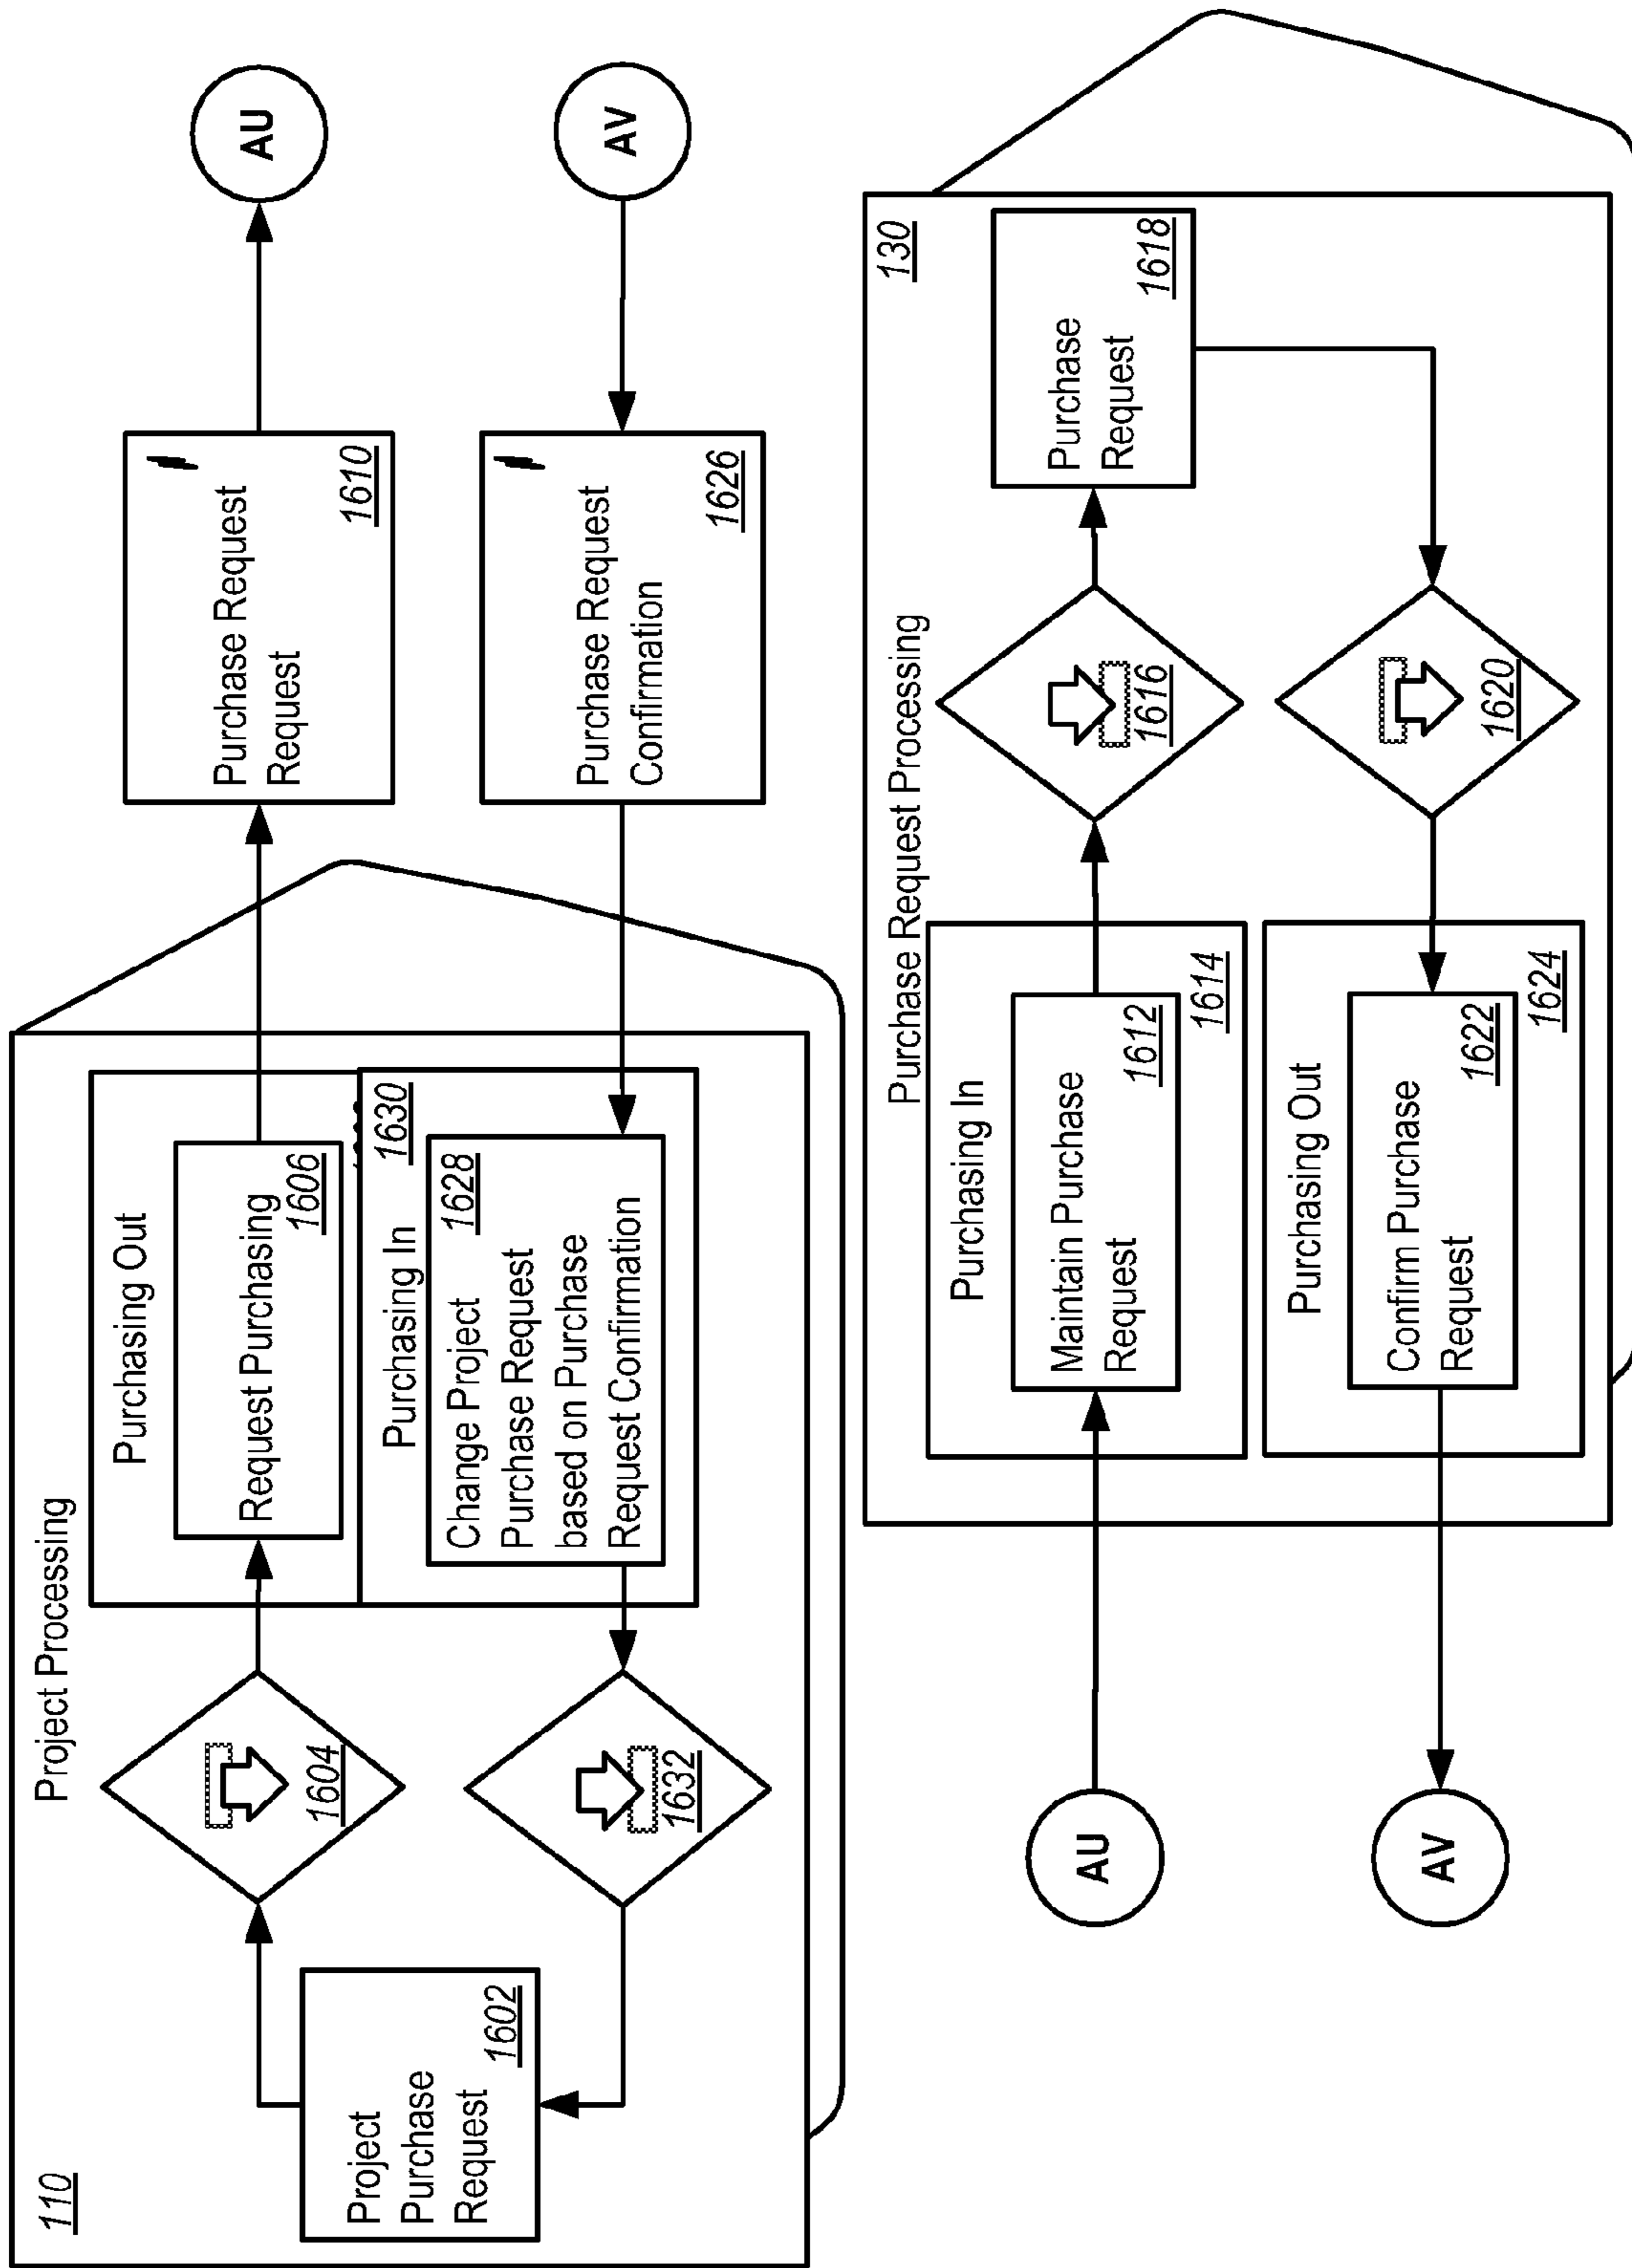 110
Project Processing
Project
Purchase
Request
1602
1604
Purchasing Out
Request Purchasing
1606
Purchase Request
Request
1610
AU
1632
Purchasing In
1630
Change Project
1628
Purchase Request
based on Purchase
Request Confirmation
Purchase Request
Confirmation
1626
AV
Purchase Request Processing
130
AU
Purchasing In
Maintain Purchase
Request
1612
1614
1616
Purchase
Request
1618
AV
Purchasing Out
Confirm Purchase
Request
1622
1624
1620